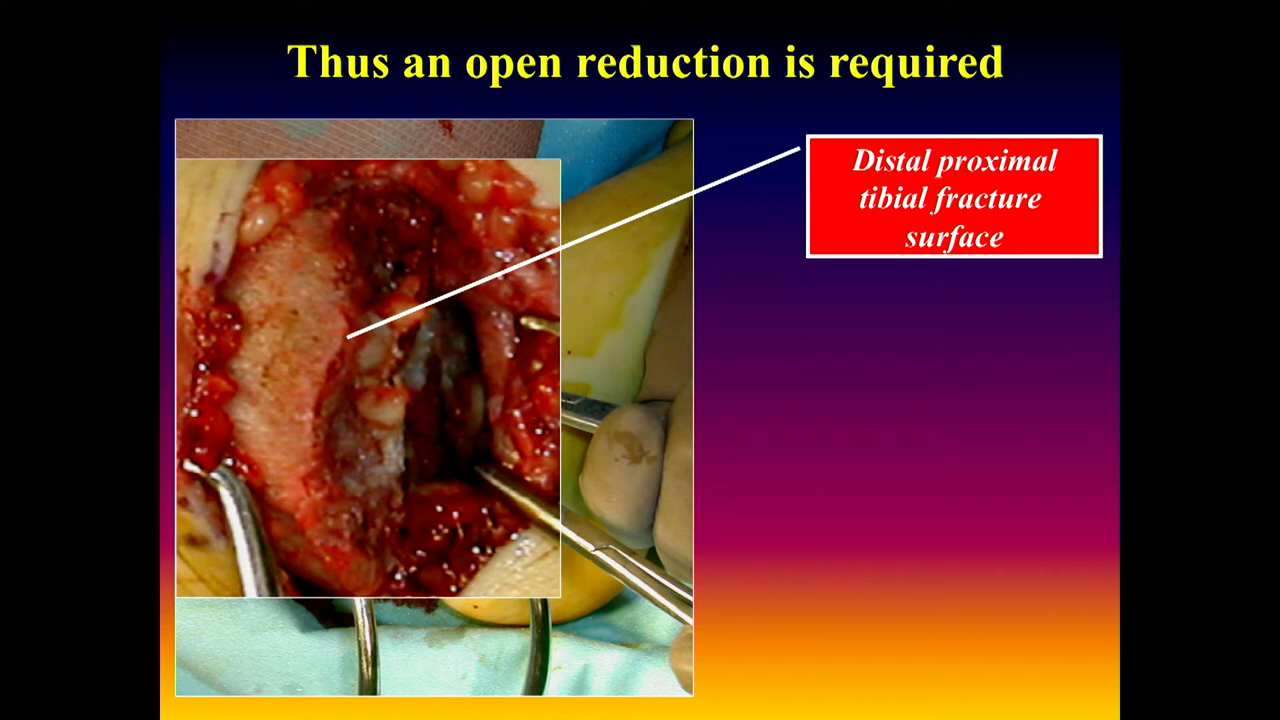 Thus an open reduction is required
Distal proximal
tibial fracture
surface